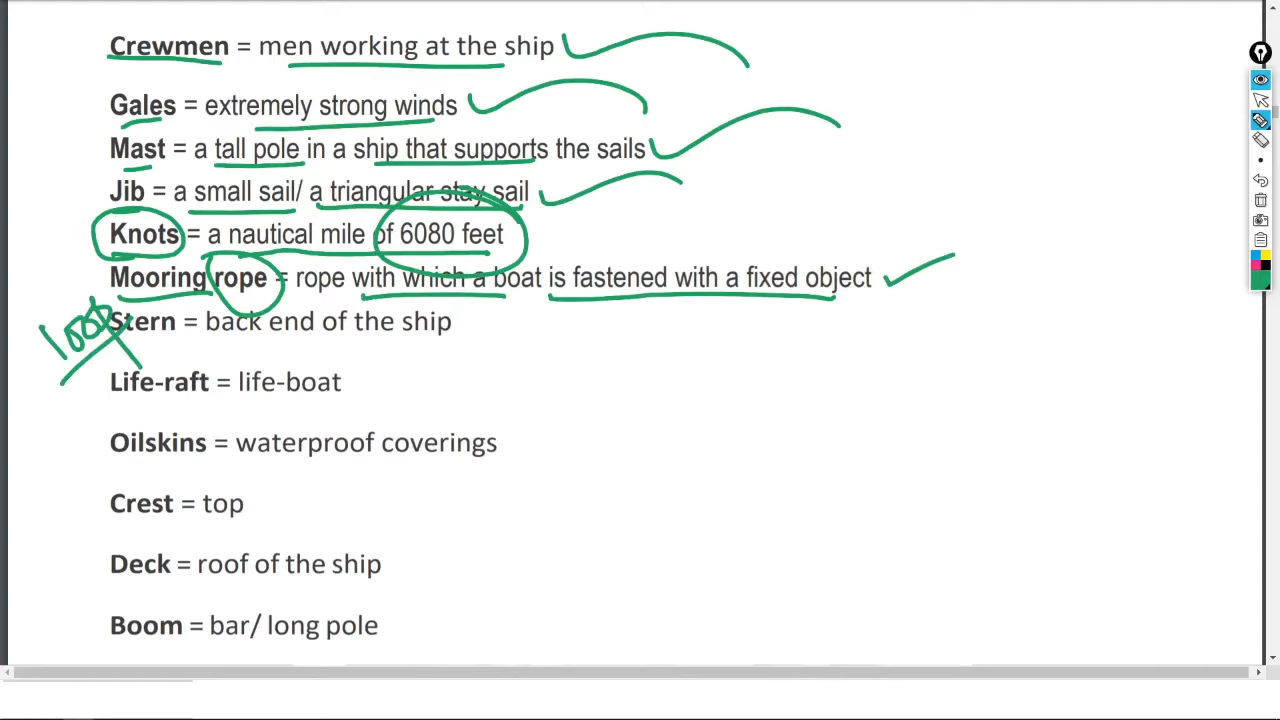 Crewmen = men working at the ship
Gales = extremely strong winds
Mast = a tall pole in a ship that supports the sails
Jib = a small sail/ a triangular stay sail
Knots = a nautical mile of 6080 feet
Mooring rope = rope with which a boat is fastened with a fixed object
Stern = back end of the ship
Life-raft = life-boat
Oilskins = waterproof coverings
Crest = top
Deck = roof of the ship
Boom = bar/ long pole